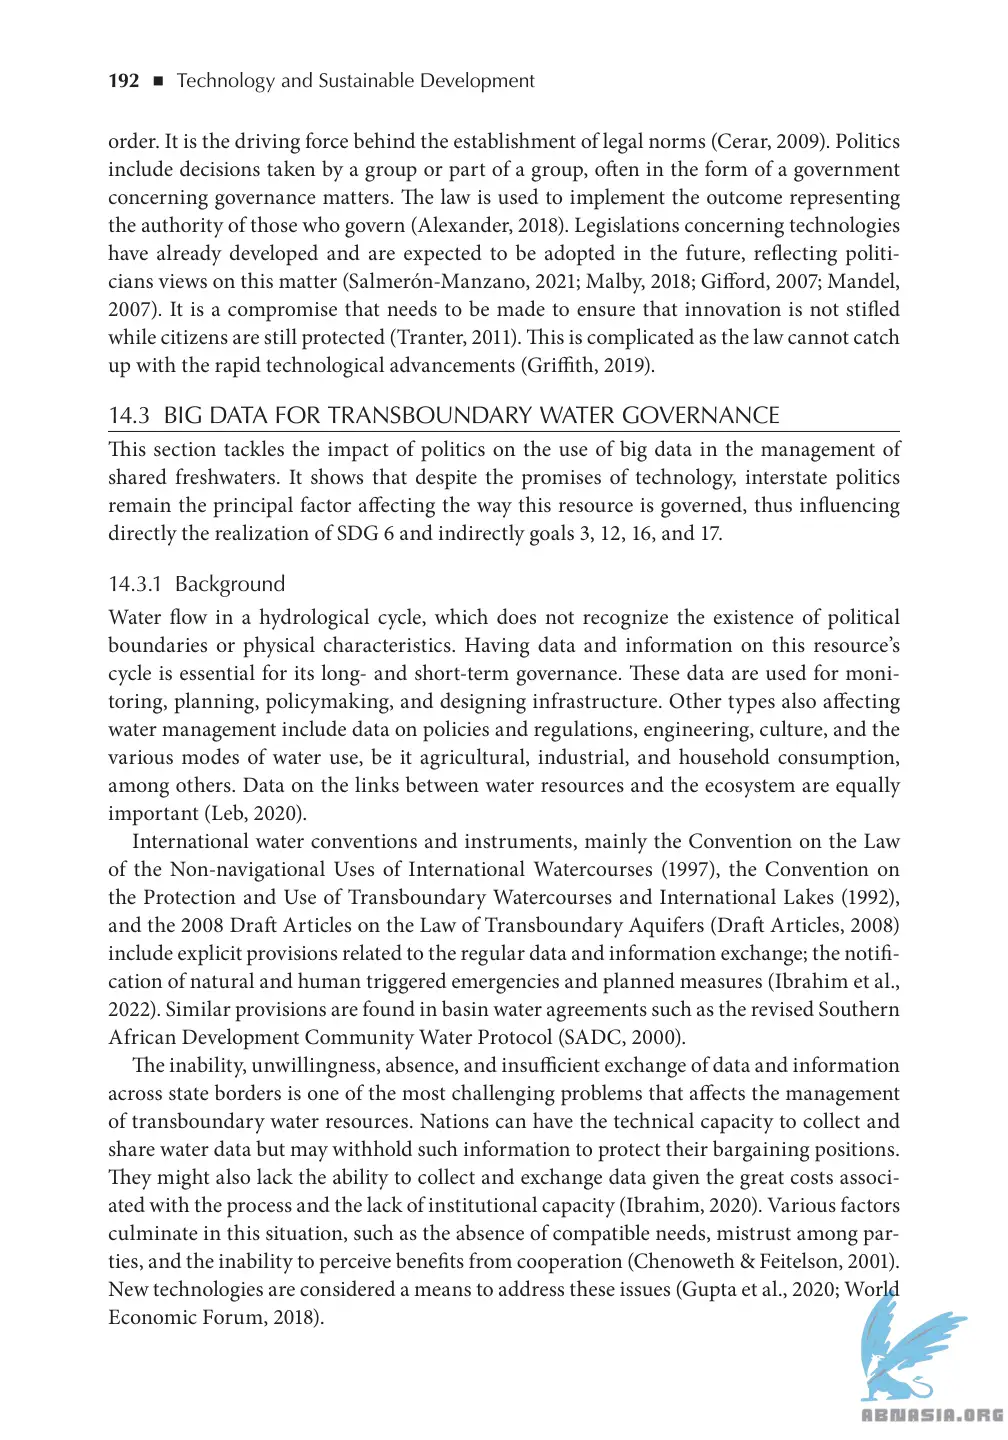 192 ■ Technology and Sustainable Development
order. It is the driving force behind the establishment of legal norms (Cerar, 2009). Politics
include decisions taken by a group or part of a group, often in the form of a government
concerning governance matters. The law is used to implement the outcome representing
the authority of those who govern (Alexander, 2018). Legislations concerning technologies
have already developed and are expected to be adopted in the future, reflecting politi-
cians views on this matter (Salmerón-Manzano, 2021; Malby, 2018; Gifford, 2007; Mandel,
2007). It is a compromise that needs to be made to ensure that innovation is not stifled
while citizens are still protected (Tranter, 2011). This is complicated as the law cannot catch
up with the rapid technological advancements (Griffith, 2019).
14.3 BIG DATA FOR TRANSBOUNDARY WATER GOVERNANCE
This section tackles the impact of politics on the use of big data in the management of
shared freshwaters. It shows that despite the promises of technology, interstate politics
remain the principal factor affecting the way this resource is governed, thus influencing
directly the realization of SDG 6 and indirectly goals 3, 12, 16, and 17.
14.3.1 Background
Water flow in a hydrological cycle, which does not recognize the existence of political
boundaries or physical characteristics. Having data and information on this resource's
cycle is essential for its long- and short-term governance. These data are used for moni-
toring, planning, policymaking, and designing infrastructure. Other types also affecting
water management include data on policies and regulations, engineering, culture, and the
various modes of water use, be it agricultural, industrial, and household consumption,
among others. Data on the links between water resources and the ecosystem are equally
important (Leb, 2020).
International water conventions and instruments, mainly the Convention on the Law
of the Non-navigational Uses of International Watercourses (1997), the Convention on
the Protection and Use of Transboundary Watercourses and International Lakes (1992),
and the 2008 Draft Articles on the Law of Transboundary Aquifers (Draft Articles, 2008)
include explicit provisions related to the regular data and information exchange; the notifi-
cation of natural and human triggered emergencies and planned measures (Ibrahim et al.,
2022). Similar provisions are found in basin water agreements such as the revised Southern
African Development Community Water Protocol (SADC, 2000).
The inability, unwillingness, absence, and insufficient exchange of data and information
across state borders is one of the most challenging problems that affects the management
of transboundary water resources. Nations can have the technical capacity to collect and
share water data but may withhold such information to protect their bargaining positions.
They might also lack the ability to collect and exchange data given the great costs associ-
ated with the process and the lack of institutional capacity (Ibrahim, 2020). Various factors
culminate in this situation, such as the absence of compatible needs, mistrust among par-
ties, and the inability to perceive benefits from cooperation (Chenoweth & Feitelson, 2001).
New technologies are considered a means to address these issues (Gupta et al., 2020; World
Economic Forum, 2018).
ABNASIA.ORG